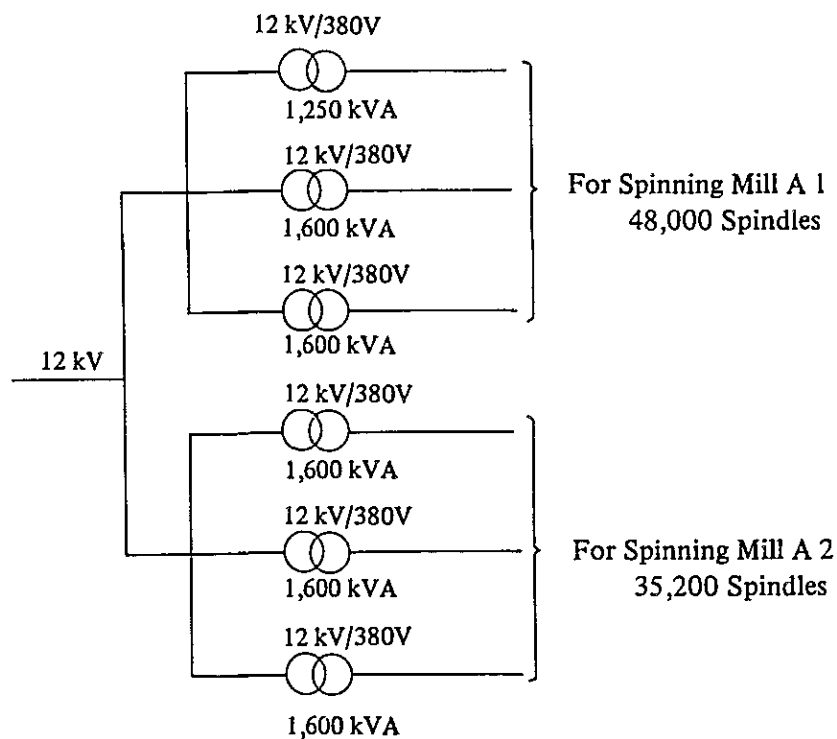 12 kV/380V
1,250 kVA
12 kV/380V
1,600 kVA
12 kV/380V
1,600 kVA
For Spinning Mill A 1
48,000 Spindles
12 kV
12 kV/380V
1,600 kVA
12 kV/380V
1,600 kVA
12 kV/380V
1,600 kVA
For Spinning Mill A 2
35,200 Spindles